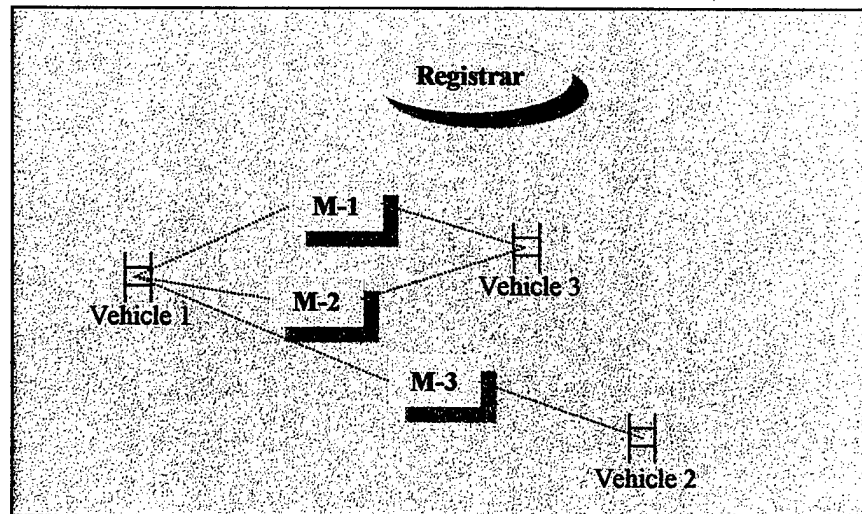 Registrar
M-1
Vehicle 3
M-2
Vehicle 1
M-3
Vehicle 2